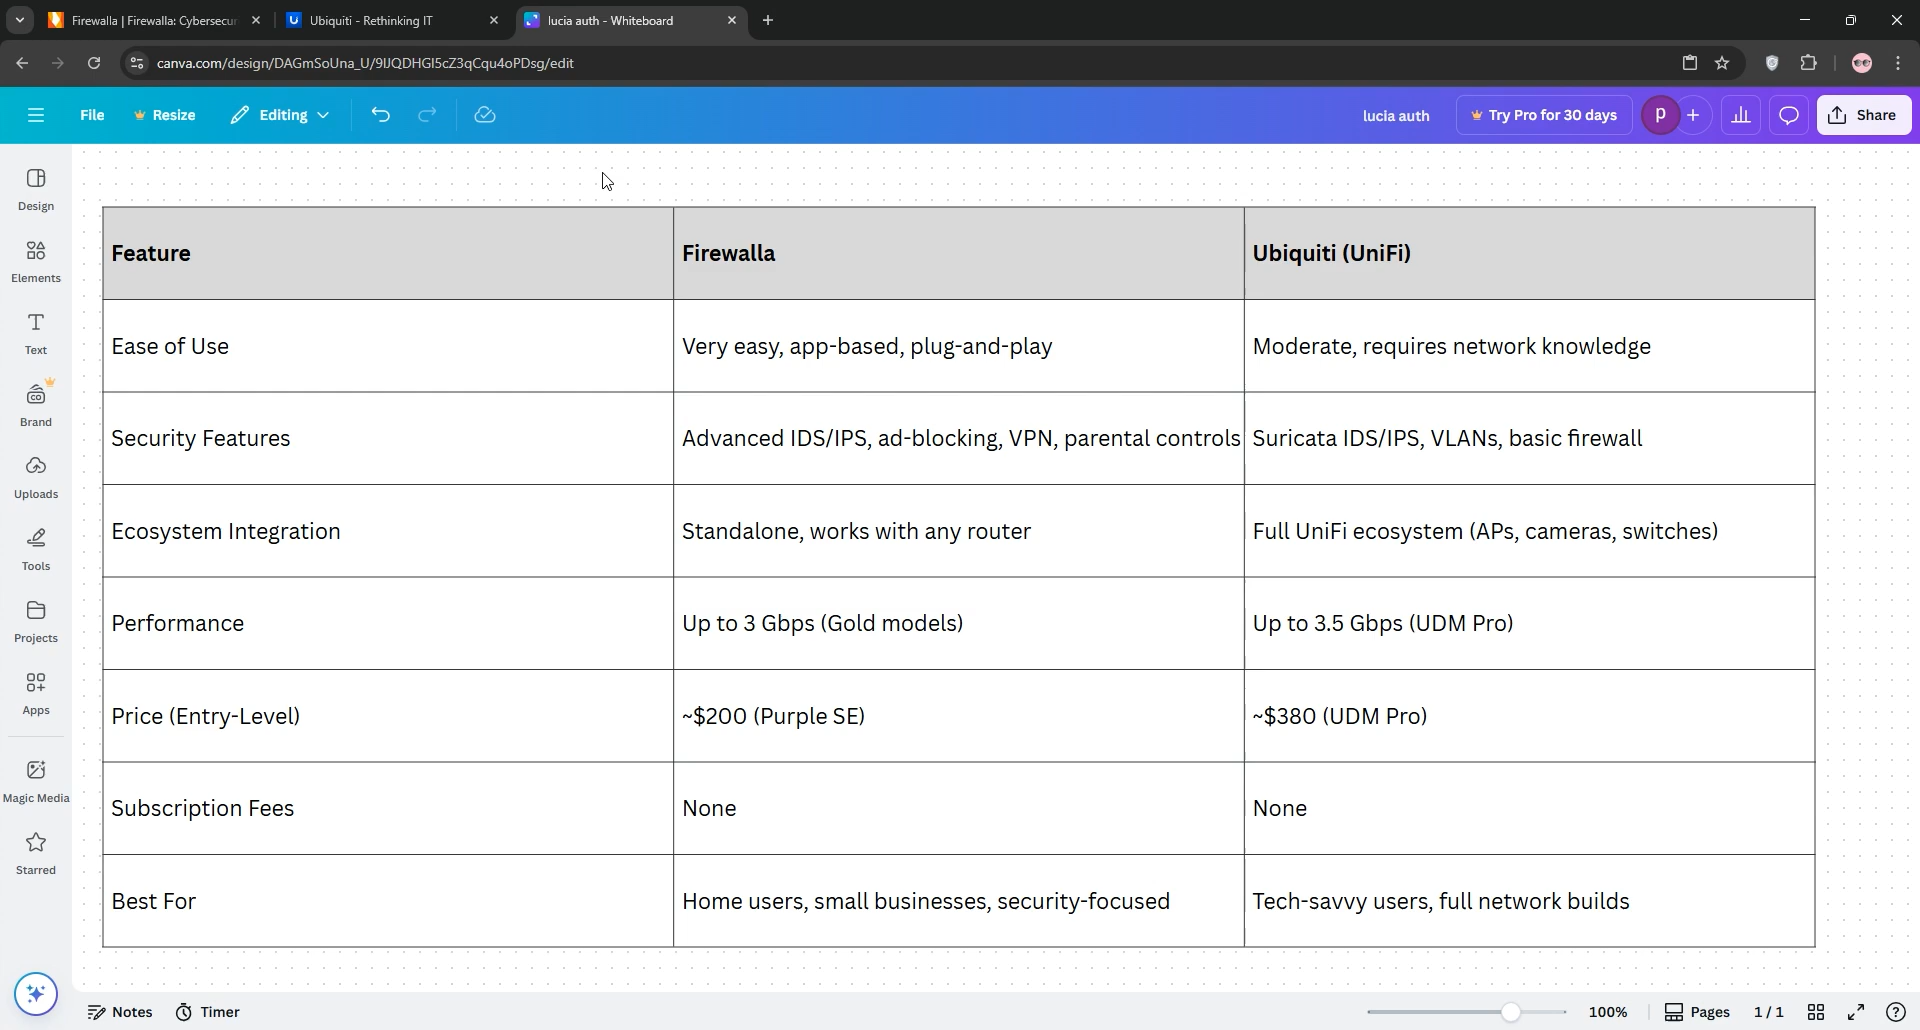 Firewalla | Firewalla: Cybersecur
Ubiquiti - Rethinking IT
lucia auth - Whiteboard
canva.com/design/DAGmSoUna_U/9IJQDHGI5cZ3qCqu4oPDsg/edit
File
Resize
Editing
lucia auth
Try Pro for 30 days
P
Share
Design
Elements
Text
CO
Brand
Uploads
Tools
Projects
Apps
Magic Media
Starred
Feature Firewalla Ubiquiti (UniFi)
Ease of Use Very easy, app-based, plug-and-play Moderate, requires network knowledge
Security Features Advanced IDS/IPS, ad-blocking, VPN, parental controls Suricata IDS/IPS, VLANs, basic firewall
Ecosystem Integration Standalone, works with any router Full UniFi ecosystem (APs, cameras, switches)
Performance Up to 3 Gbps (Gold models) Up to 3.5 Gbps (UDM Pro)
Price (Entry-Level) ~$200 (Purple SE) ~$380 (UDM Pro)
Subscription Fees None None
Best For Home users, small businesses, security-focused Tech-savvy users, full network builds
Notes
Timer
100%
Pages
1 / 1